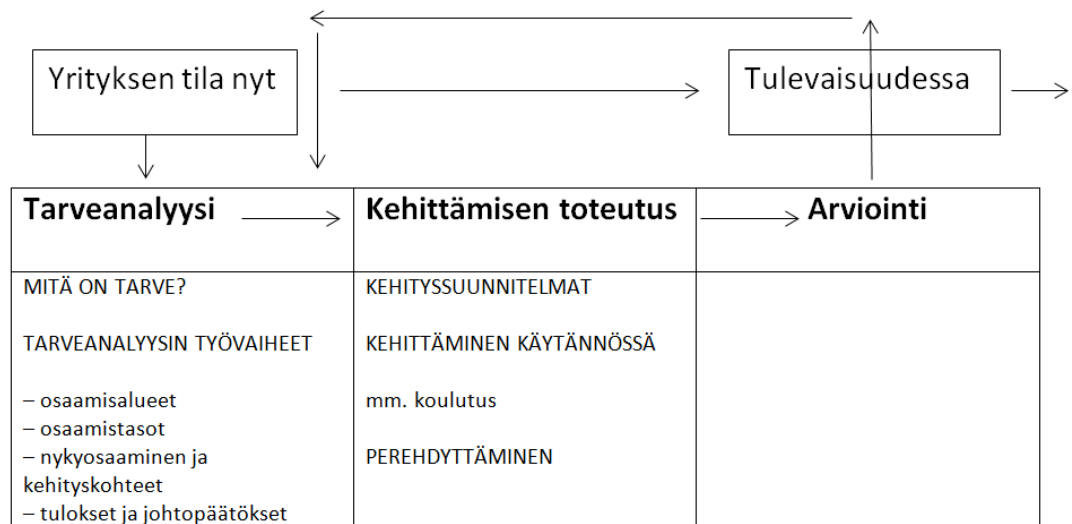 Yrityksen tila nyt
Tulevaisuudessa
Tarveanalyysi
Kehittämisen toteutus
Arviointi
MITÄ ON TARVE?
TARVEANALYYSIN TYÖVAIHEET
– osaamisalueet
– osaamistasot
– nykyosaaminen ja
kehityskohteet
– tulokset ja johtopäätökset
KEHITYSSUUNNITELMAT
KEHITTÄMINEN KÄYTÄNNÖSSÄ
mm. koulutus
PEREHDYTTÄMINEN